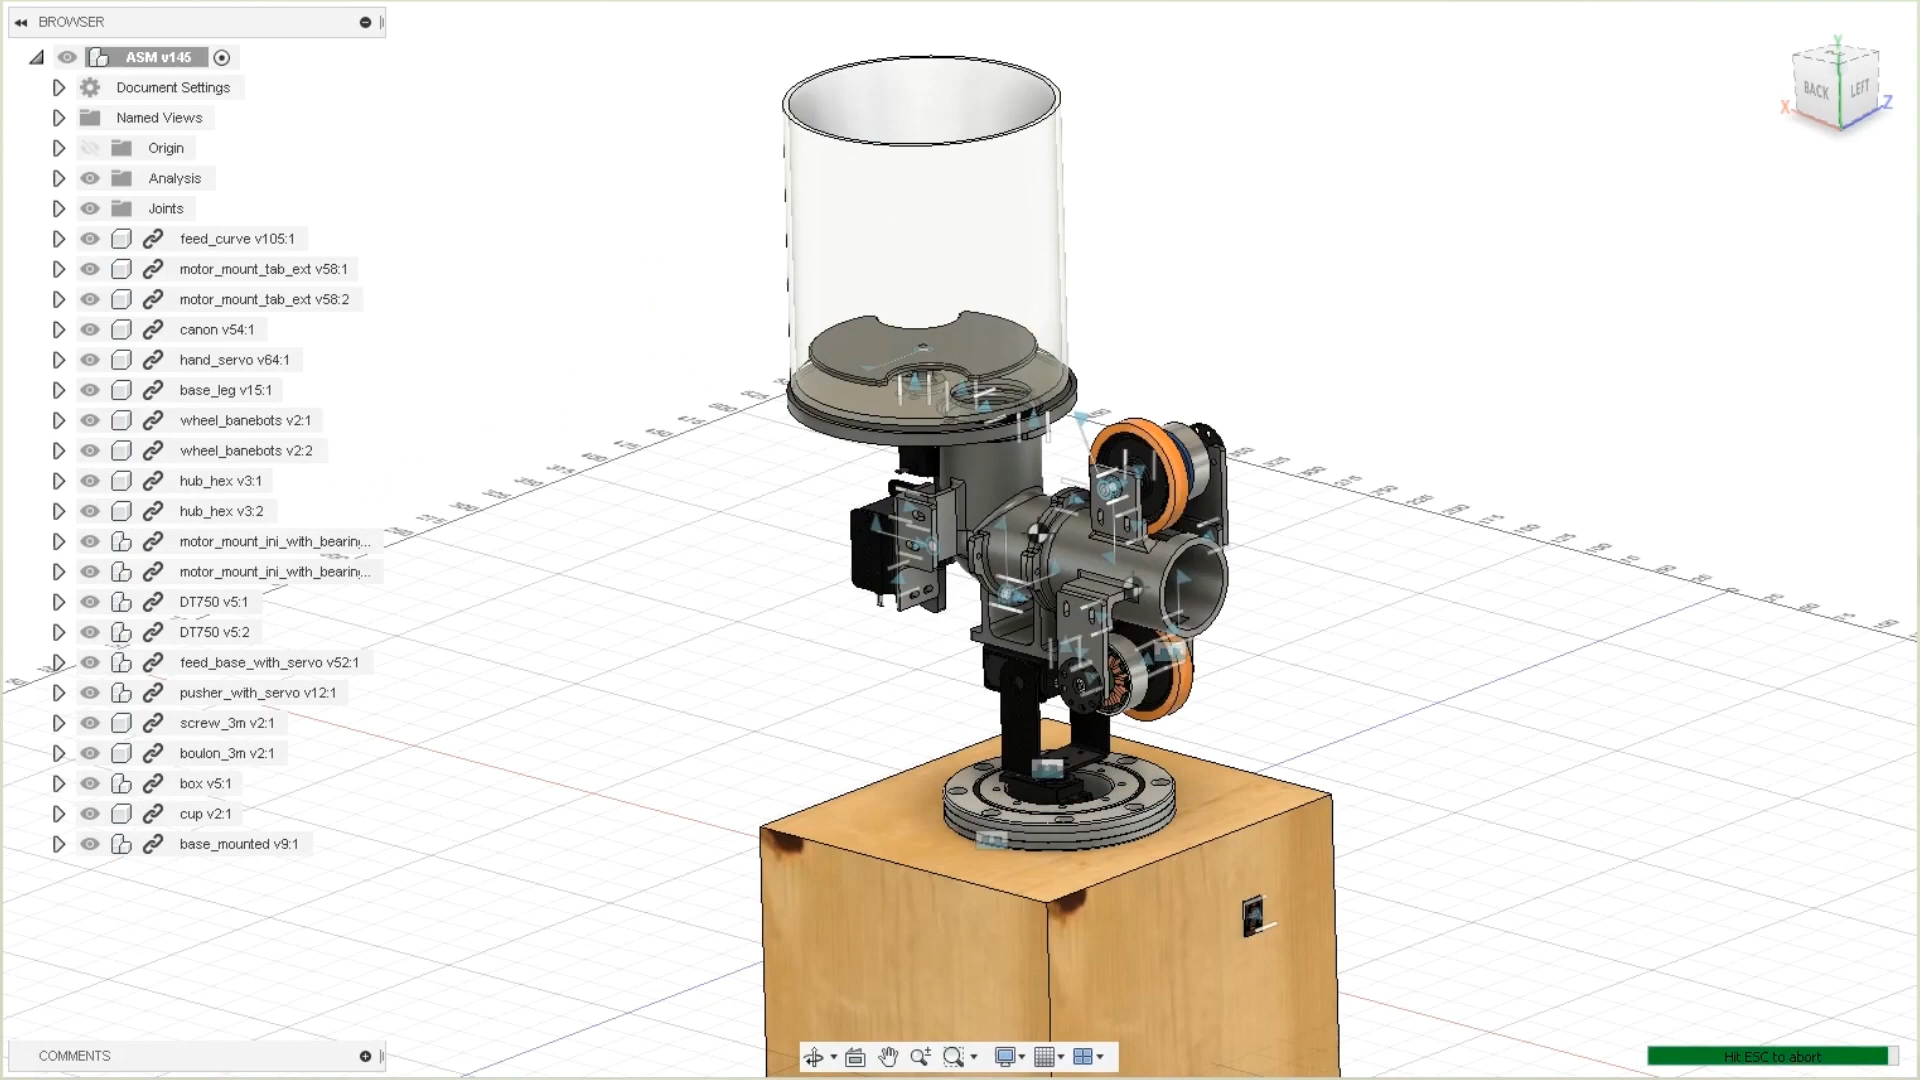 BROWSER
ASM v145
Document Settings
Named Views
Origin
Analysis
Joints
feed_curve v105:1
motor_mount_tab_ext v58:1
motor_mount_tab_ext v58:2
canon v54:1
hand_servo v64:1
base_leg v15:1
wheel_banebots v2:1
wheel_banebots v2:2
hub_hex v3:1
hub_hex v3:2
motor_mount_ini_with_bearin...
motor_mount_ini_with_bearin...
DT750 v5:1
DT750 v5:2
feed_base_with_servo v52:1
pusher_with_servo v12:1
screw_3m v2:1
boulon_3m v2:1
box v5:1
cup v2:1
base_mounted v9:1
COMMENTS
Y
BACK
LEFT
X
Z
Hit ESC to abort